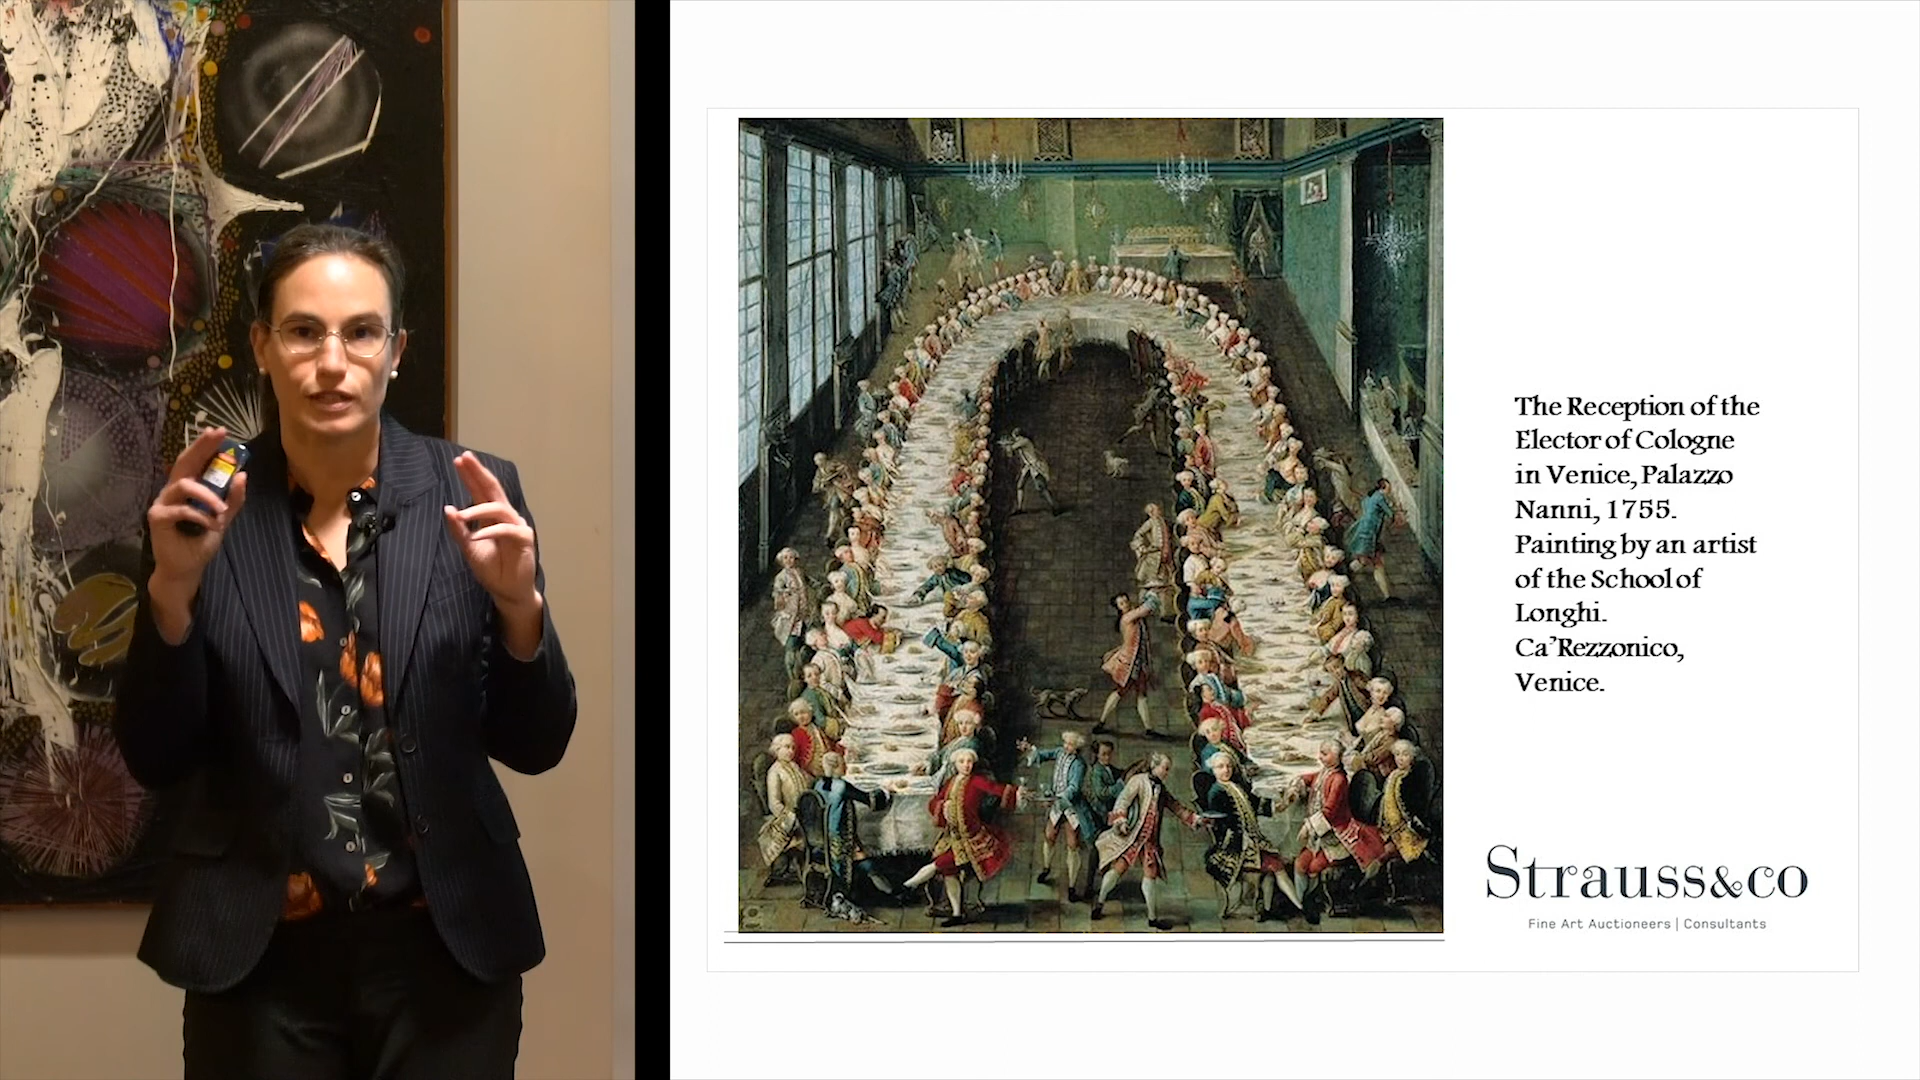 The Reception of the
Elector of Cologne
in Venice, Palazzo
Nanni, 1755.
Painting by an artist
of the School of
Longhi.
Ca'Rezzonico,
Venice.
Strauss&co
Fine Art Auctioneers | Consultants